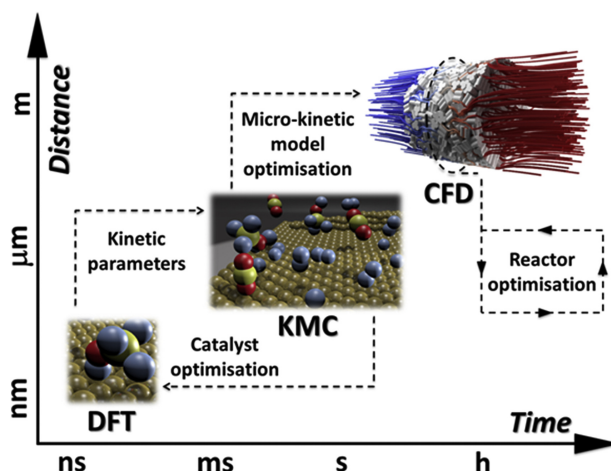 m
Distance
Micro-kinetic
model
optimisation
CFD
μm
Kinetic
parameters
Reactor
optimisation
KMC
Catalyst
optimisation
nm
DFT
Time
ns
ms
s
h